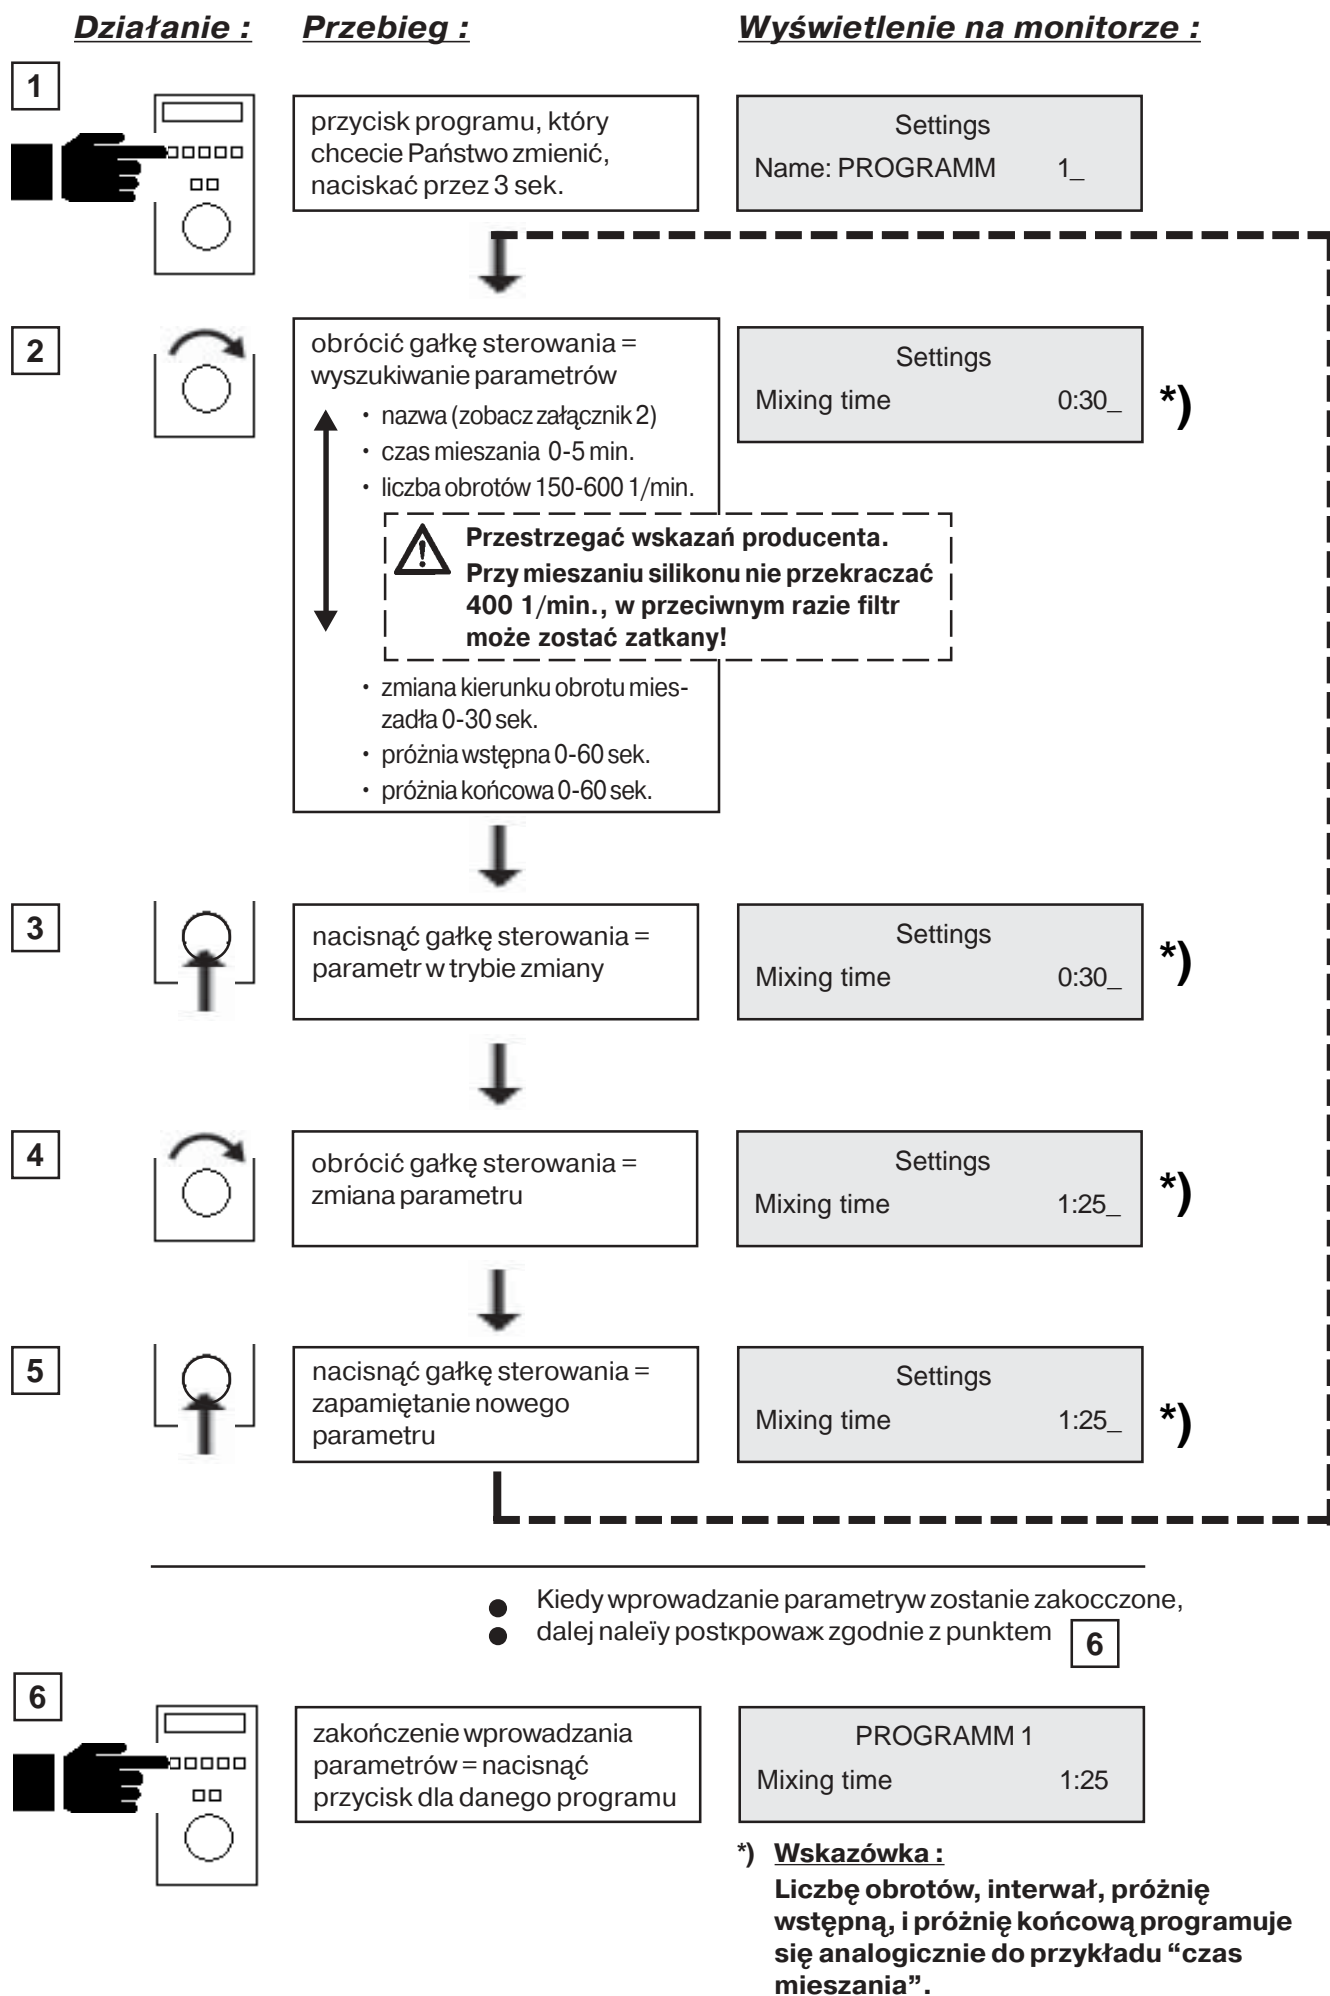 Działanie :
Przebieg :
Wyświetlenie na monitorze :
1
przycisk programu, który
chcecie Państwo zmienić,
naciskać przez 3 sek.
Settings
Name: PROGRAMM 1_
2
obrócić gałkę sterowania =
wyszukiwanie parametrów
• nazwa (zobacz załącznik 2)
• czas mieszania 0-5 min.
• liczba obrotów 150-600 1/min.
Przestrzegać wskazań producenta.
Przy mieszaniu silikonu nie przekraczać
400 1/min., w przeciwnym razie filtr
może zostać zatkany!
• zmiana kierunku obrotu mies-
zadła 0-30 sek.
• próżnia wstępna 0-60 sek.
• próżnia końcowa 0-60 sek.
Settings
Mixing time 0:30_
*)
3
nacisnąć gałkę sterowania =
parametr w trybie zmiany
Settings
Mixing time 0:30_
*)
4
obrócić gałkę sterowania =
zmiana parametru
Settings
Mixing time 1:25_
*)
5
nacisnąć gałkę sterowania =
zapamiętanie nowego
parametru
Settings
Mixing time 1:25_
*)
● Kiedy wprowadzanie parametryw zostanie zakocczone,
● dalej naleïy postкpowaж zgodnie z punktem 6
6
zakończenie wprowadzania
parametrów = nacisnąć
przycisk dla danego programu
PROGRAMM 1
Mixing time 1:25
*) Wskazówka :
Liczbę obrotów, interwał, próżnię
wstępną, i próżnię końcową programuje
się analogicznie do przykładu “czas
mieszania”.